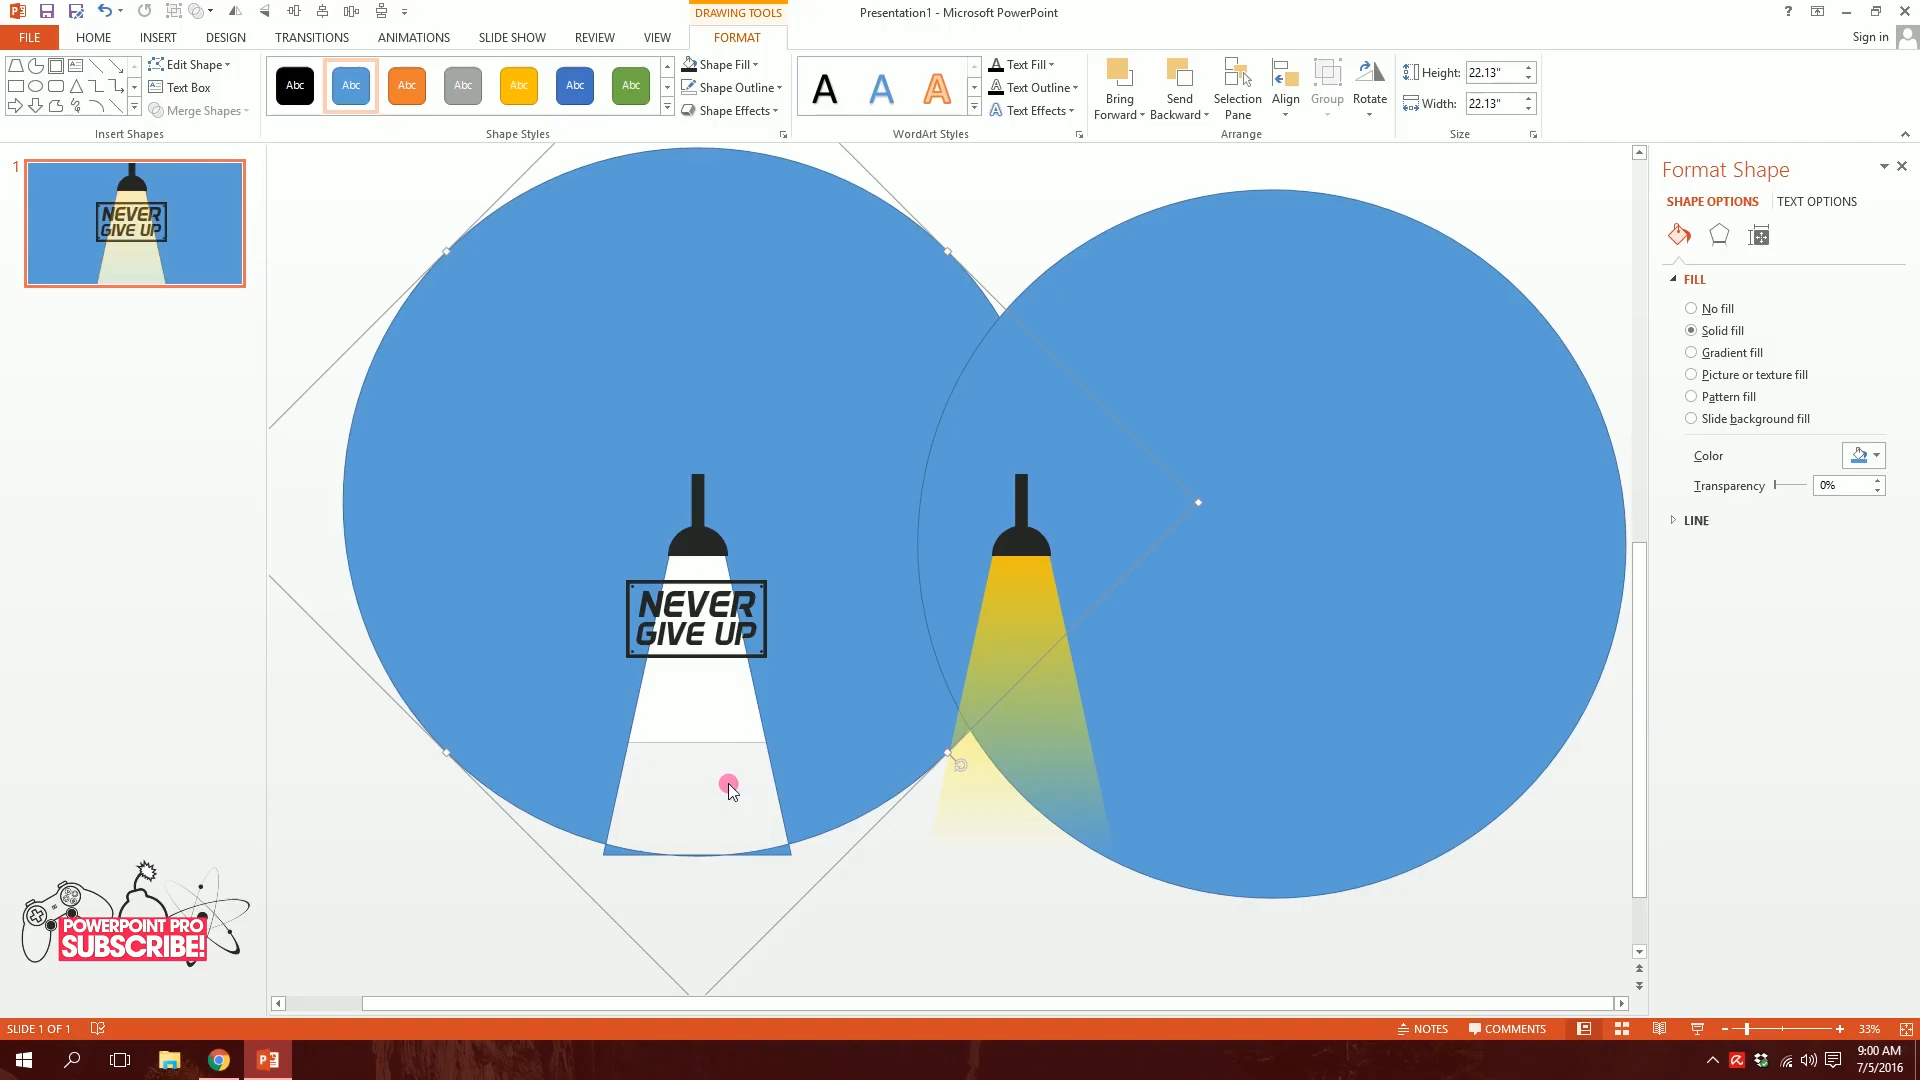 DRAWING TOOLS
Presentation1 - Microsoft PowerPoint
?
FILE
HOME
INSERT
DESIGN
TRANSITIONS
ANIMATIONS
SLIDE SHOW
REVIEW
VIEW
FORMAT
Sign in
Edit Shape
Text Box
Merge Shapes
Insert Shapes
Abc
Abc
Abc
Abc
Abc
Abc
Abc
Shape Fill
Shape Outline
Shape Effects
Shape Styles
A
A
A
Text Fill
Text Outline
Text Effects
WordArt Styles
Bring
Forward
Send
Backward
Selection
Pane
Align
Group
Rotate
Arrange
Height: 22.13"
Width: 22.13"
Size
1
NEVER
GIVE UP
NEVER
GIVE UP
Format Shape
SHAPE OPTIONS
TEXT OPTIONS
FILL
No fill
Solid fill
Gradient fill
Picture or texture fill
Pattern fill
Slide background fill
Color
Transparency 0%
LINE
POWERPOINT PRO
SUBSCRIBE!
SLIDE 1 OF 1
NOTES
COMMENTS
33%
9:00 AM
7/5/2016